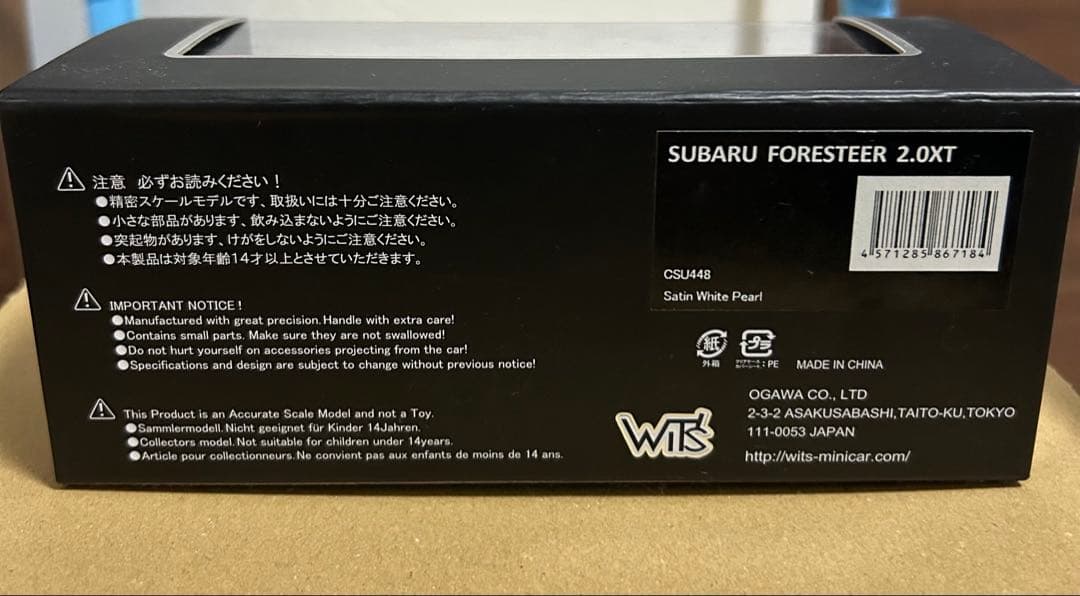 注意 必ずお読みください！
●精密スケールモデルです、取扱いには十分ご注意ください。
●小さな部品があります、飲み込まないようにご注意ください。
●突起物があります、けがをしないようにご注意ください。
●本製品は対象年齢14才以上とさせていただきます。
IMPORTANT NOTICE!
●Manufactured with great precision. Handle with extra care!
●Contains small parts. Make sure they are not swallowed!
●Do not hurt yourself on accessories projecting from the car!
●Specifications and design are subject to change without previous notice!
This Product is an Accurate Scale Model and not a Toy.
●Sammlermodell. Nicht geeignet für Kinder 14Jahren.
●Collectors model. Not suitable for children under 14years.
●Article pour collectionneurs. Ne convient pas aux enfants de moins de 14 ans.
SUBARU FORESTEER 2.0XT
4571285867184
CSU448
Satin White Pearl
紙 プラ
外箱 : PE
MADE IN CHINA
OGAWA CO., LTD
2-3-2 ASAKUSABASHI,TAITO-KU,TOKYO
111-0053 JAPAN
http://wits-minicar.com/
WiT's